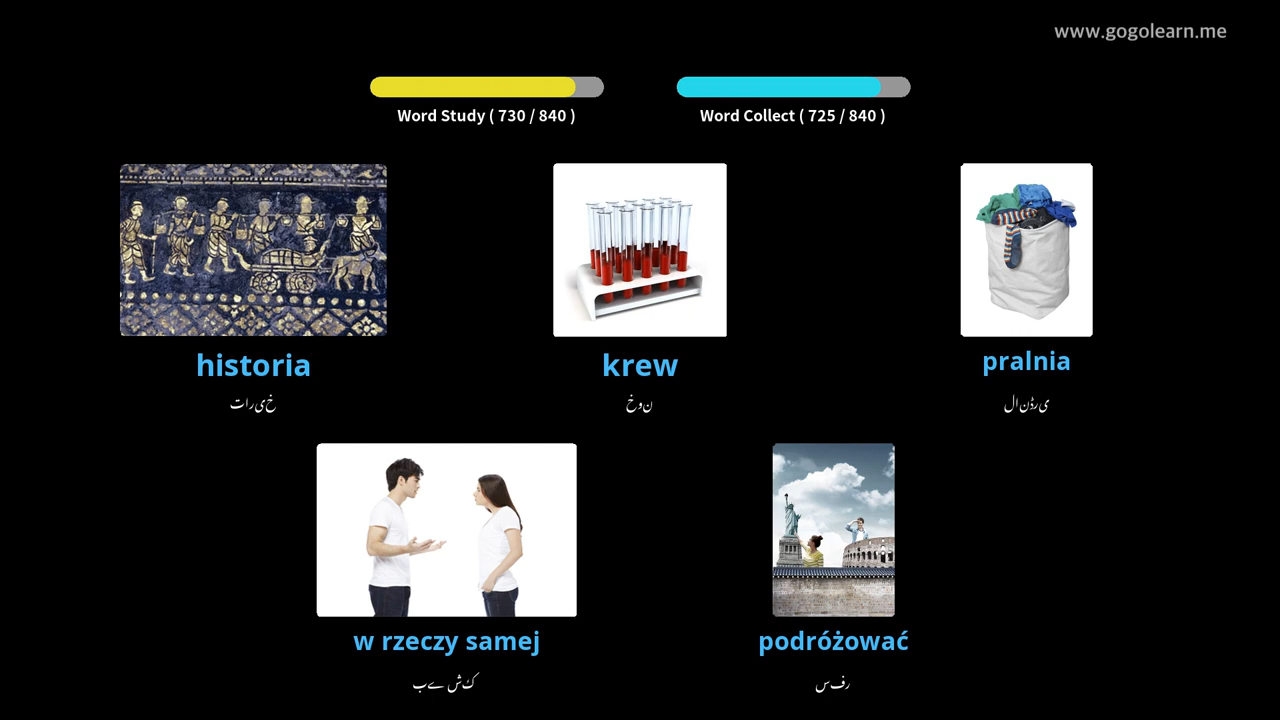 www.gogolearn.me
Word Study ( 730 / 840 )
Word Collect ( 725 / 840 )
historia
krew
pralnia
تاریخ
خون
لانڈری
w rzeczy samej
podróżować
بے شک
سفر